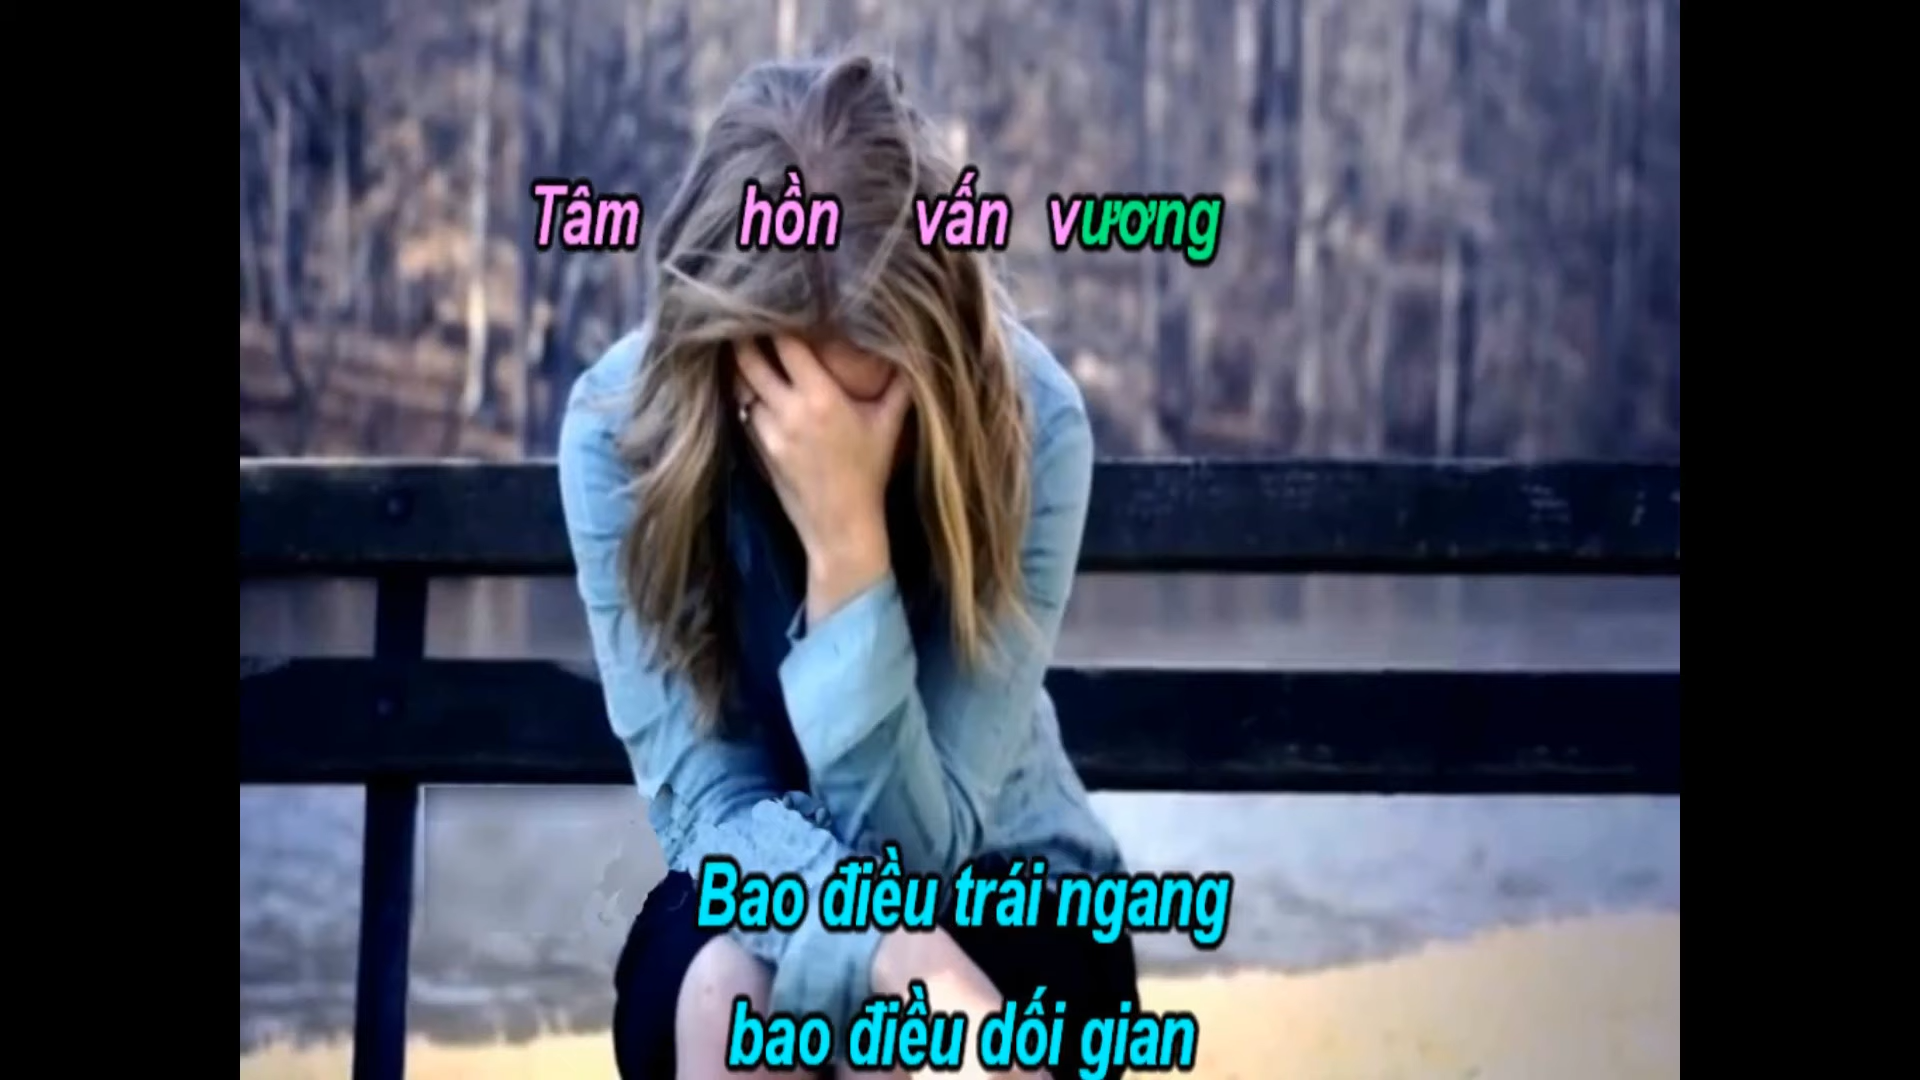 Tâm hồn vấn vương
Bao điều trái ngang
bao điều dối gian